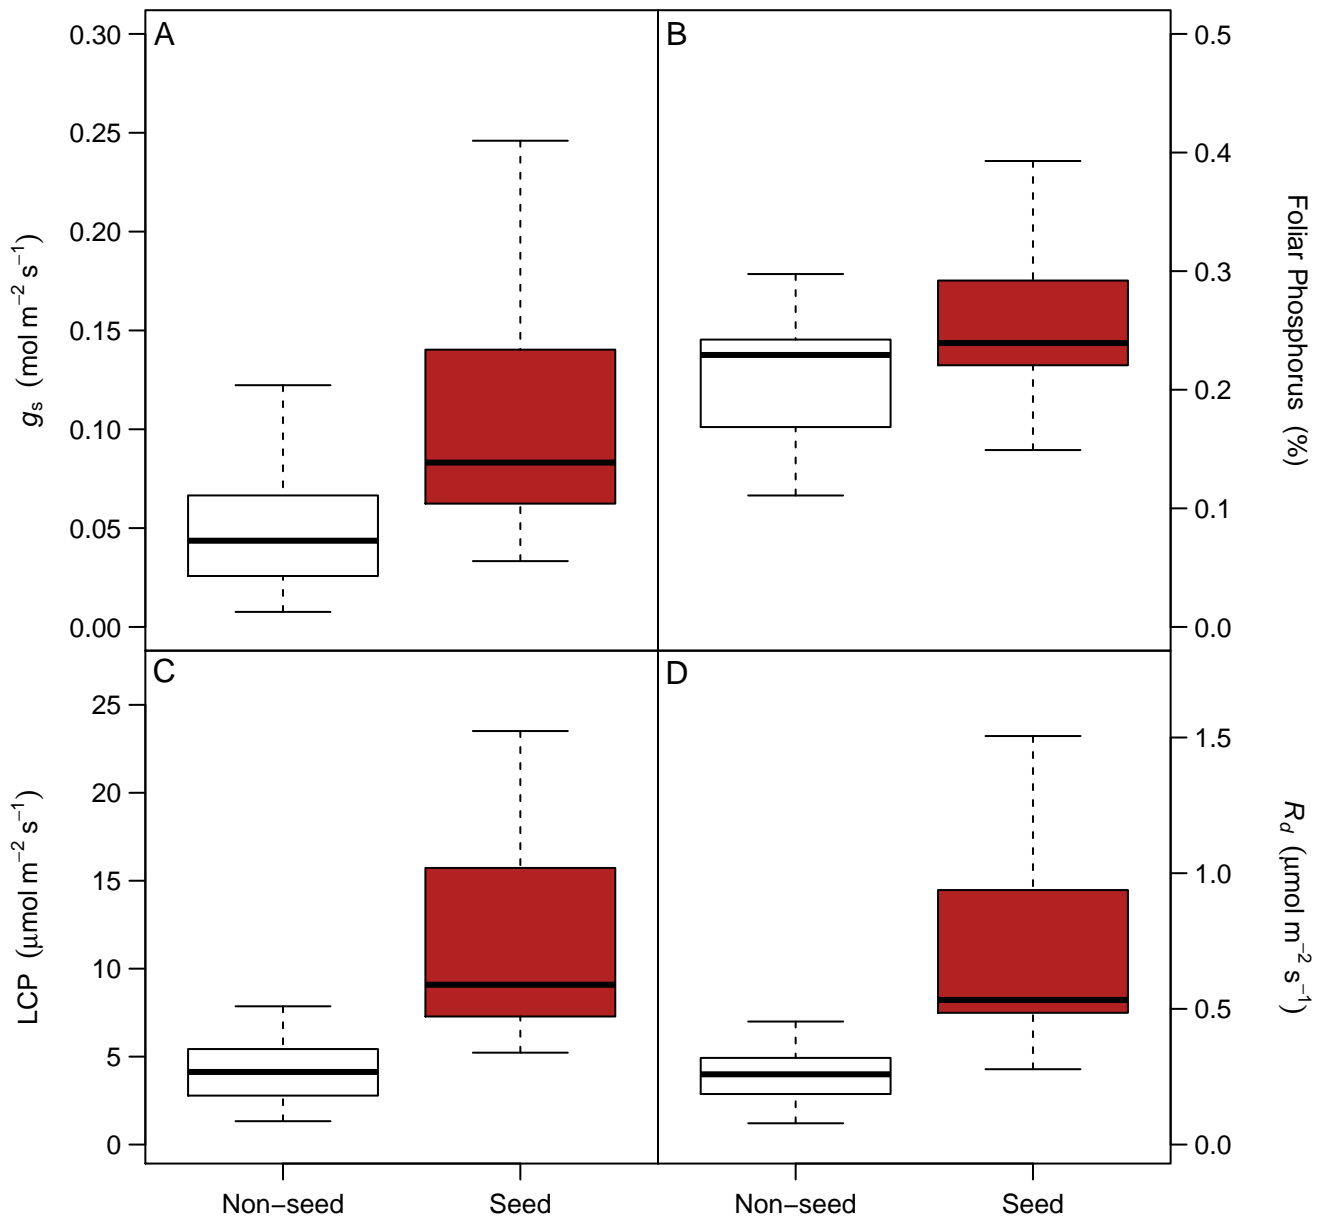 A
0.30
0.25
0.20
0.15
0.10
0.05
0.00
gs (mol m−2 s−1)
B
0.5
0.4
0.3
0.2
0.1
0.0
Foliar Phosphorus (%)
C
25
20
15
10
5
0
LCP (μmol m−2 s−1)
Non−seed
Seed
D
1.5
1.0
0.5
0.0
Rd (μmol m−2 s−1)
Non−seed
Seed